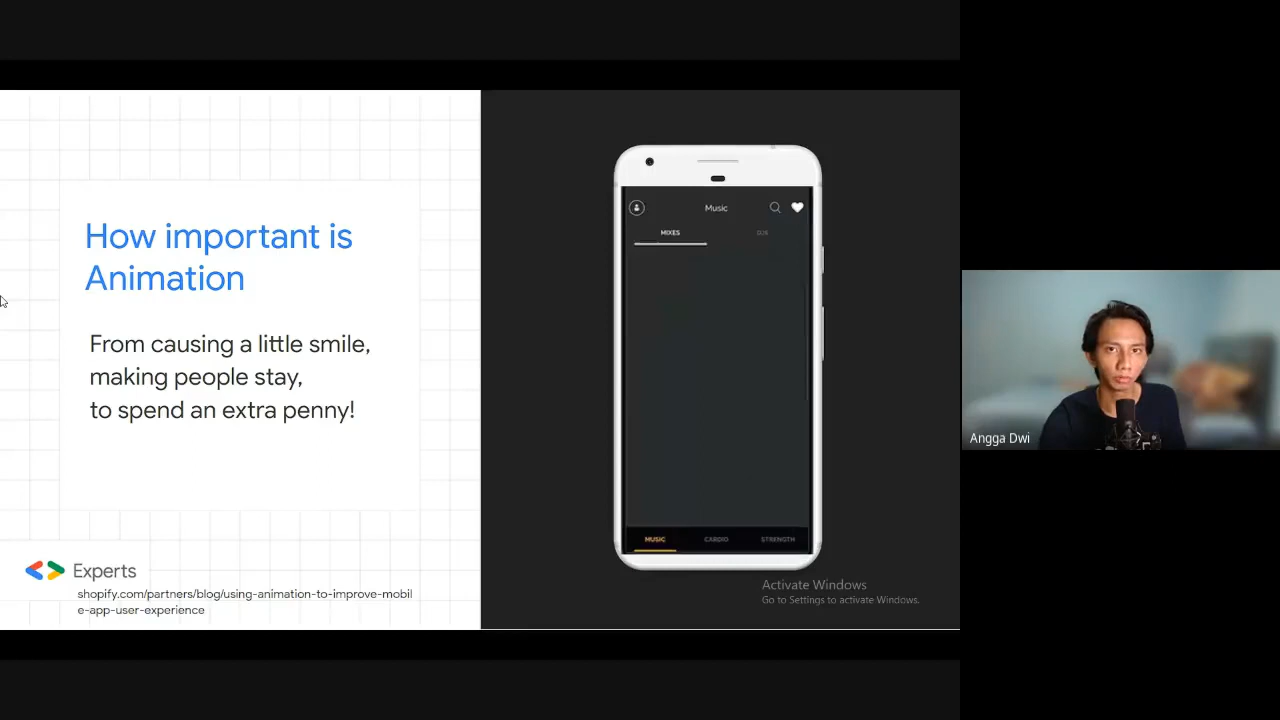 How important is
Animation
From causing a little smile,
making people stay,
to spend an extra penny!
Experts
shopify.com/partners/blog/using-animation-to-improve-mobil
e-app-user-experience
Music
MIXES
DJS
MUSIC CARDIO STRENGTH
Activate Windows
Go to Settings to activate Windows.
Angga Dwi